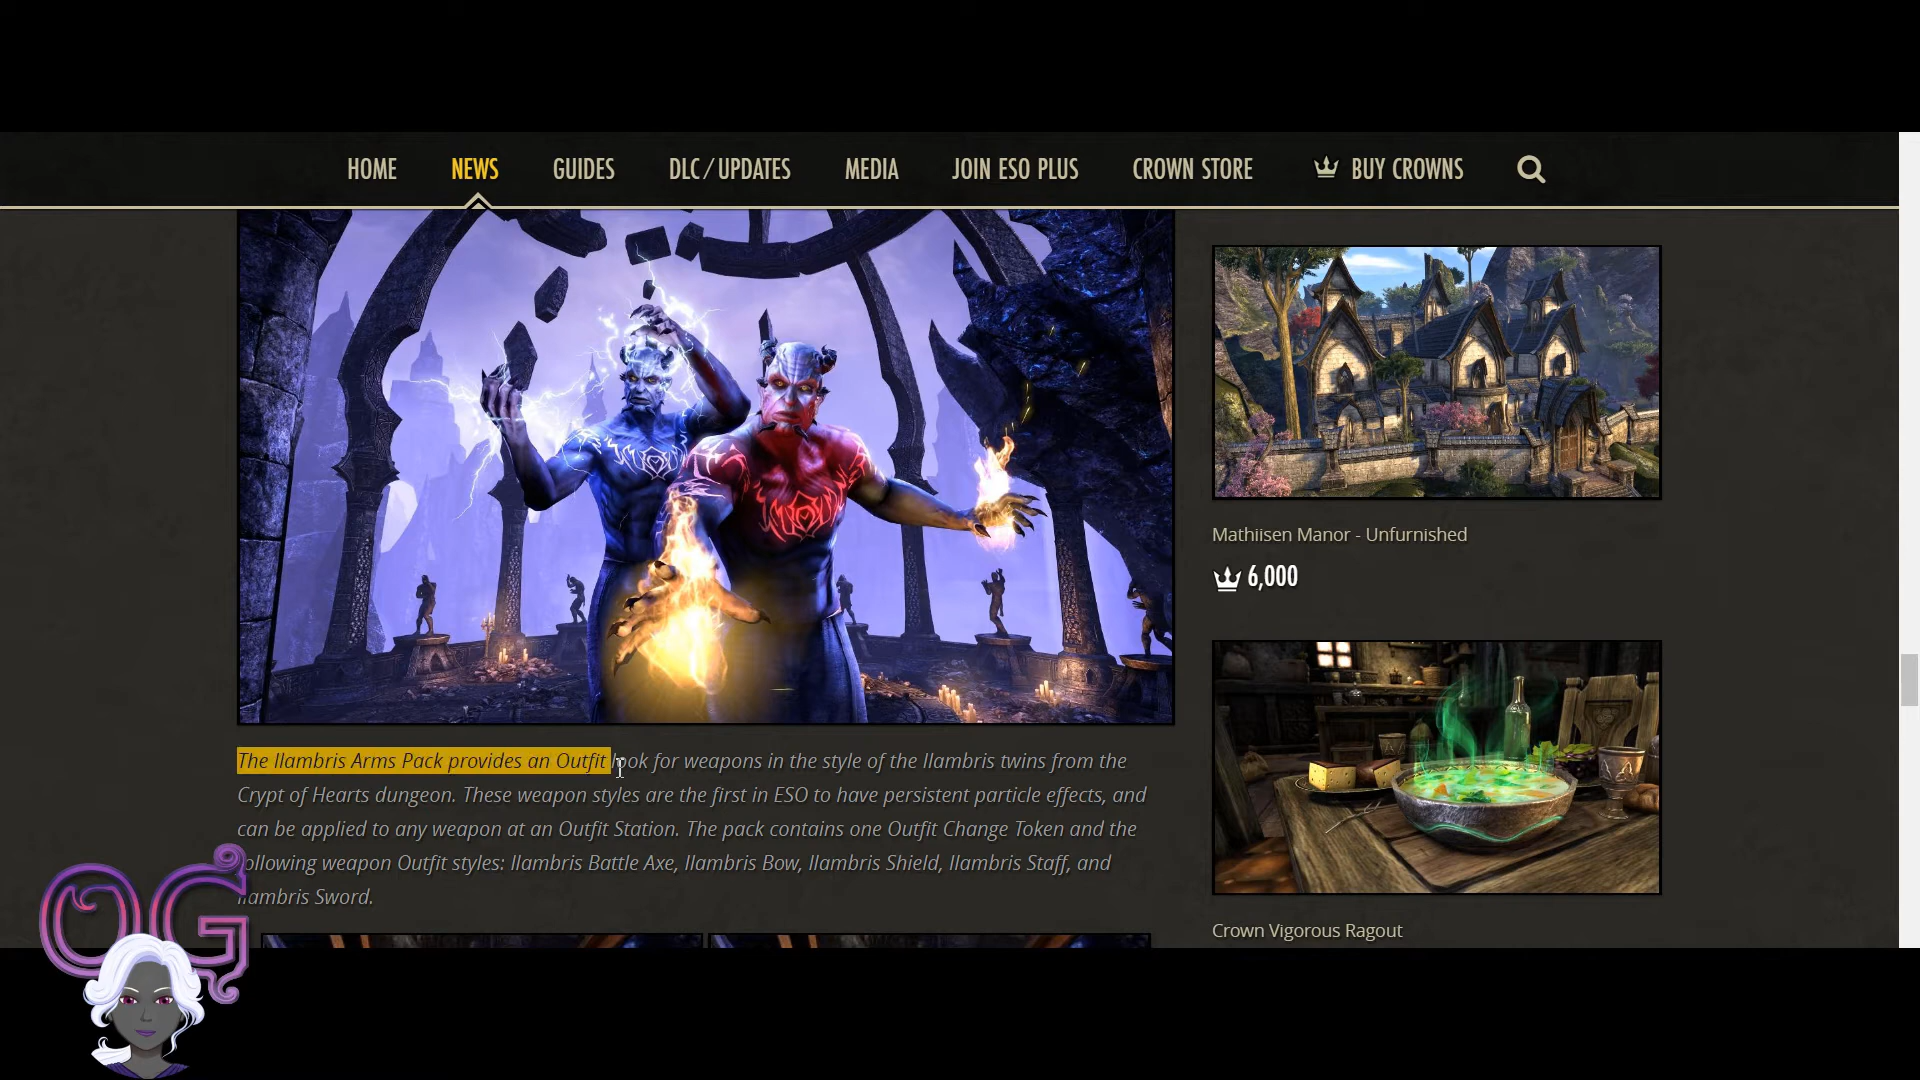 HOME NEWS GUIDES DLC/UPDATES MEDIA JOIN ESO PLUS CROWN STORE BUY CROWNS
The Ilambris Arms Pack provides an Outfit look for weapons in the style of the Ilambris twins from the
Crypt of Hearts dungeon. These weapon styles are the first in ESO to have persistent particle effects, and
can be applied to any weapon at an Outfit Station. The pack contains one Outfit Change Token and the
following weapon Outfit styles: Ilambris Battle Axe, Ilambris Bow, Ilambris Shield, Ilambris Staff, and
Ilambris Sword.
Mathiisen Manor - Unfurnished
6,000
Crown Vigorous Ragout
OG